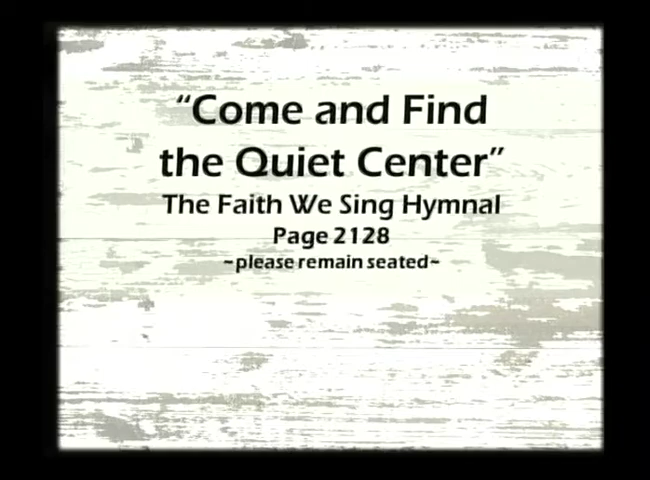 “Come and Find
the Quiet Center”
The Faith We Sing Hymnal
Page 2128
~please remain seated~